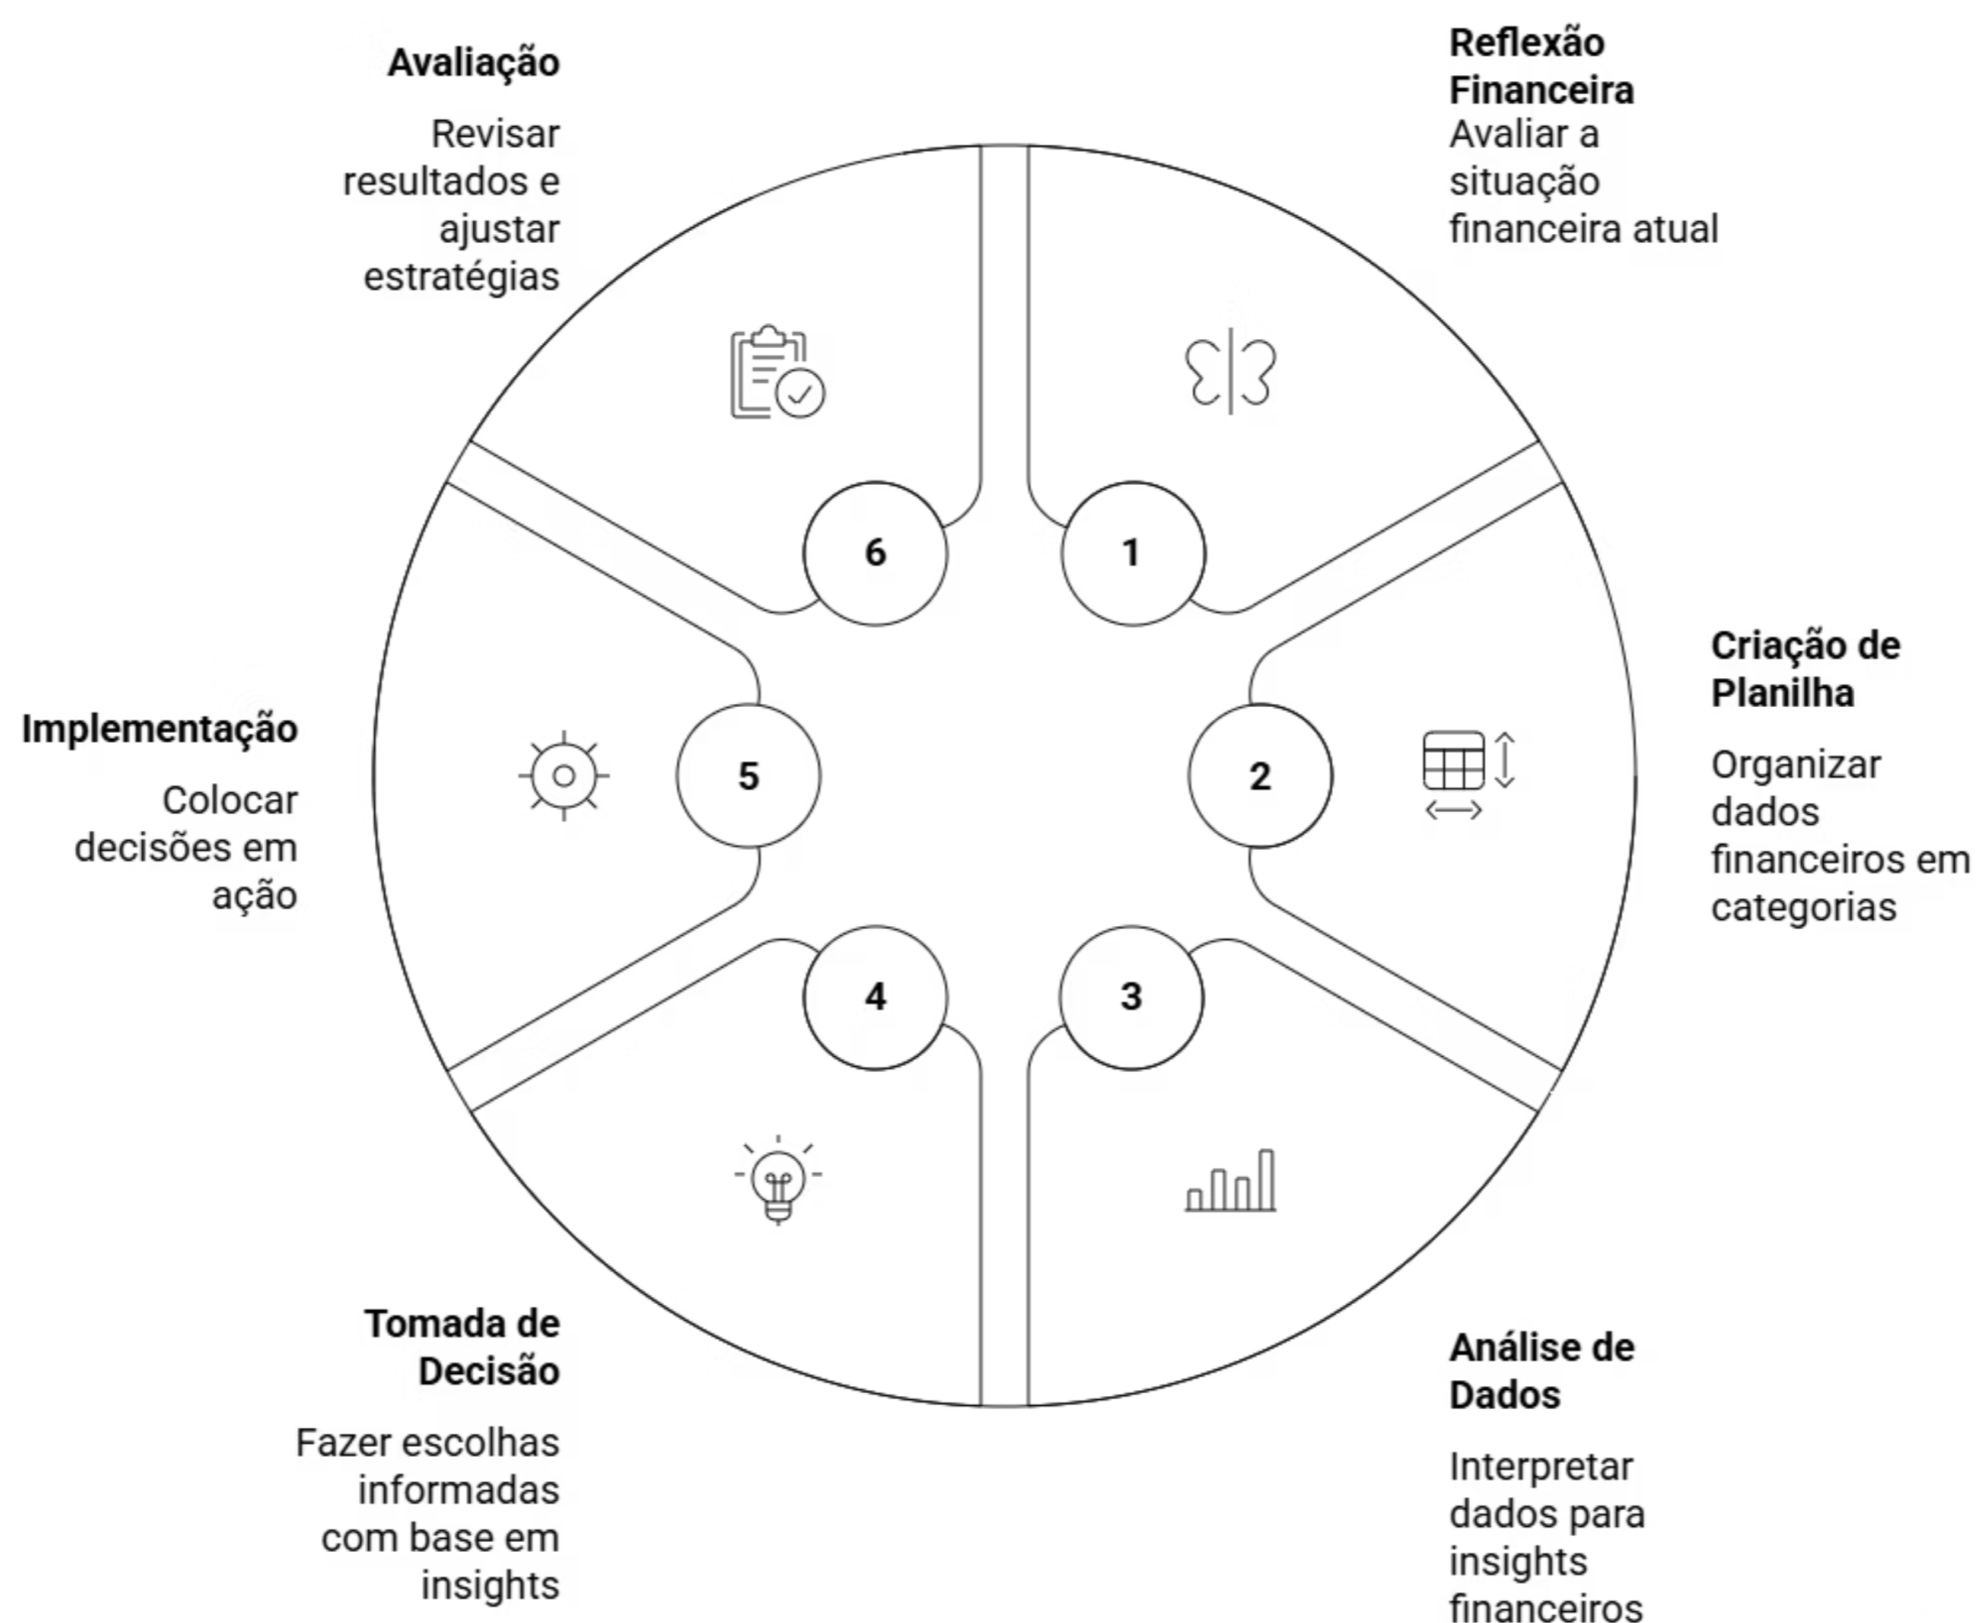 Reflexão
Financeira
Avaliar a
situação
financeira atual
1
Criação de
Planilha
Organizar
dados
financeiros em
categorias
2
Análise de
Dados
Interpretar
dados para
insights
financeiros
3
Tomada de
Decisão
Fazer escolhas
informadas
com base em
insights
4
Implementação
Colocar
decisões em
ação
5
Avaliação
Revisar
resultados e
ajustar
estratégias
6